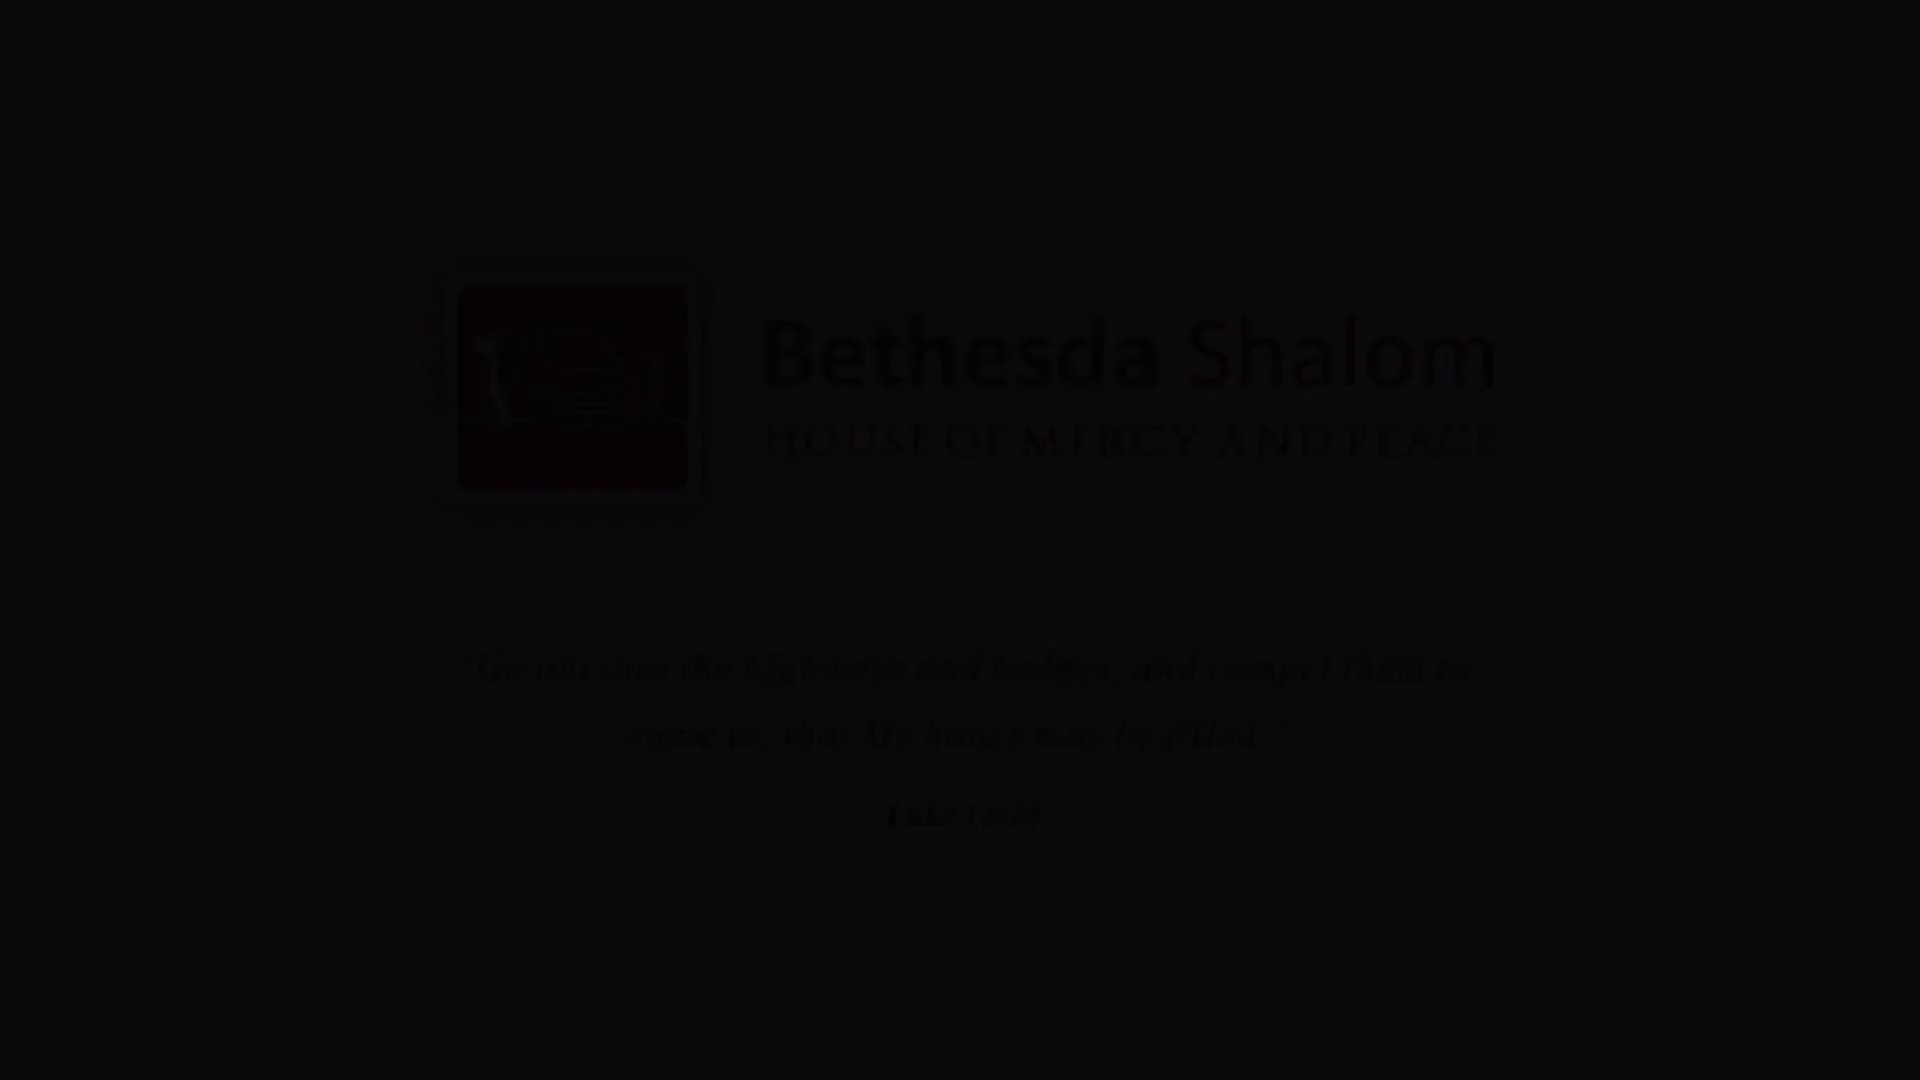 Bethesda Shalom
HOUSE OF MERCY AND PEACE
"Go out into the highways and hedges, and compel them to
come in, that My house may be filled."
Luke 14:23